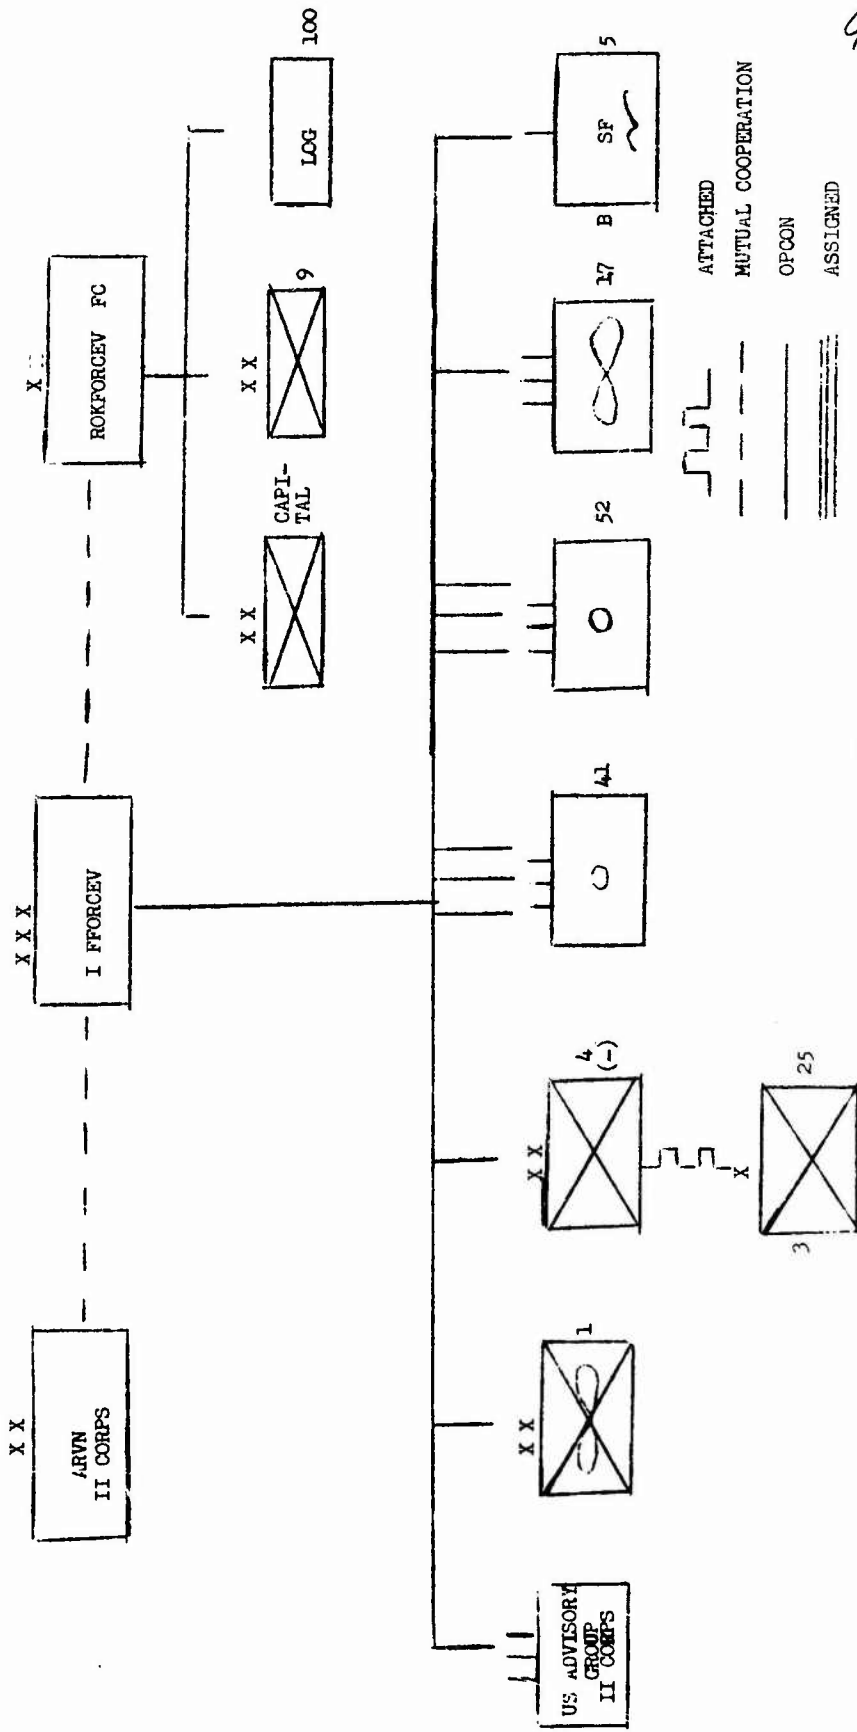 X X
ARVN
II CORPS
X X X
I FFORCEV
X
ROKFORCEV FC
X X
CAPI-
TAL
X X
9
LOG
100
US ADVISORY
GROUP
II CORPS
X X
1
X X
4
(-)
X
3
25
41
52
17
B
SF
5
ATTACHED
MUTUAL COOPERATION
OPCON
ASSIGNED